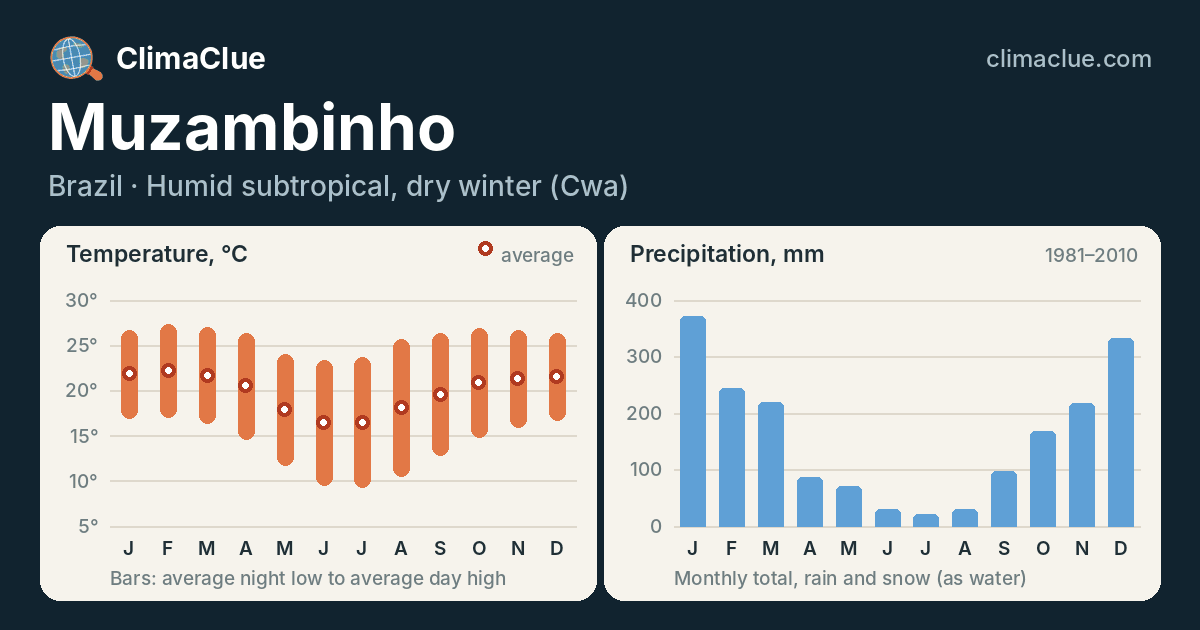 ClimaClue
climaclue.com
Muzambinho
Brazil · Humid subtropical, dry winter (Cwa)
Temperature, °C
average
30°
25°
20°
15°
10°
5°
J F M A M J J A S O N D
Bars: average night low to average day high
Precipitation, mm
1981–2010
400
300
200
100
0
J F M A M J J A S O N D
Monthly total, rain and snow (as water)